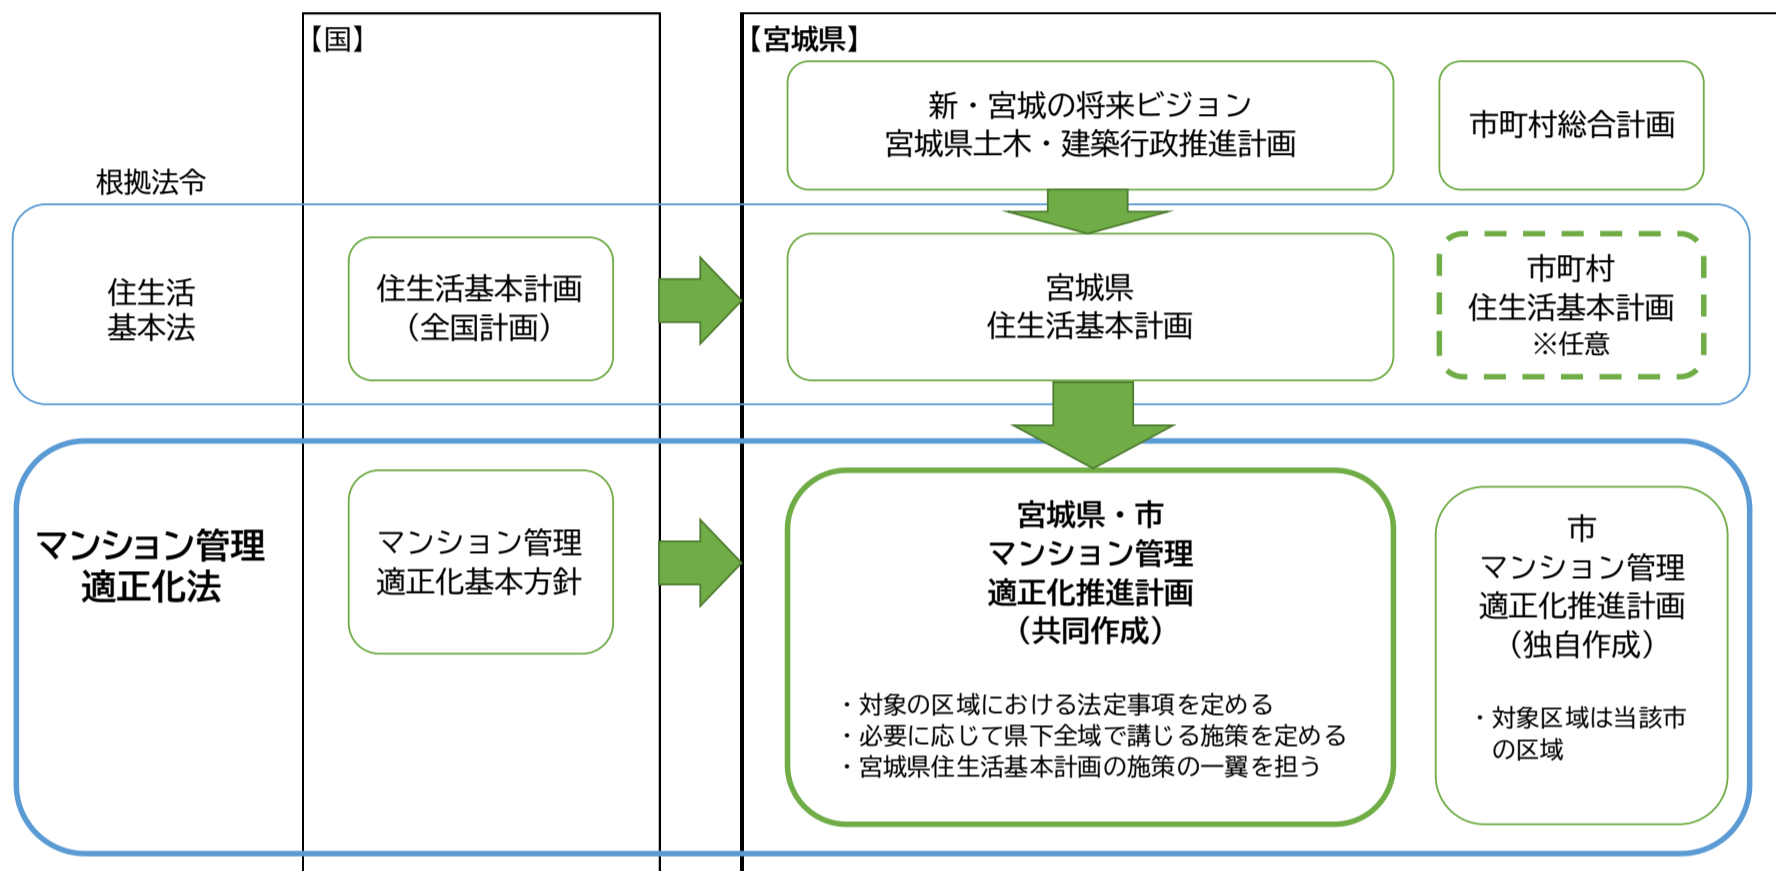 【国】
【宮城県】
新・宮城の将来ビジョン
宮城県土木・建築行政推進計画
市町村総合計画
根拠法令
住生活
基本法
住生活基本計画
（全国計画）
宮城県
住生活基本計画
市町村
住生活基本計画
※任意
マンション管理
適正化法
マンション管理
適正化基本方針
宮城県・市
マンション管理
適正化推進計画
（共同作成）
・対象の区域における法定事項を定める
・必要に応じて県下全域で講じる施策を定める
・宮城県住生活基本計画の施策の一翼を担う
市
マンション管理
適正化推進計画
（独自作成）
・対象区域は当該市
の区域